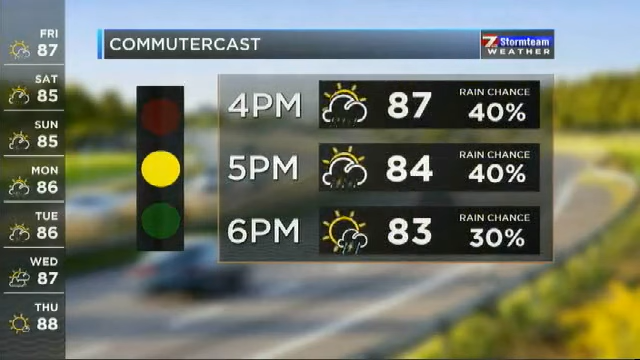 FRI
87
SAT
85
SUN
85
MON
86
TUE
86
WED
87
THU
88
COMMUTERCAST
7 Stormteam
WEATHER
4PM 87 RAIN CHANCE 40%
5PM 84 RAIN CHANCE 40%
6PM 83 RAIN CHANCE 30%